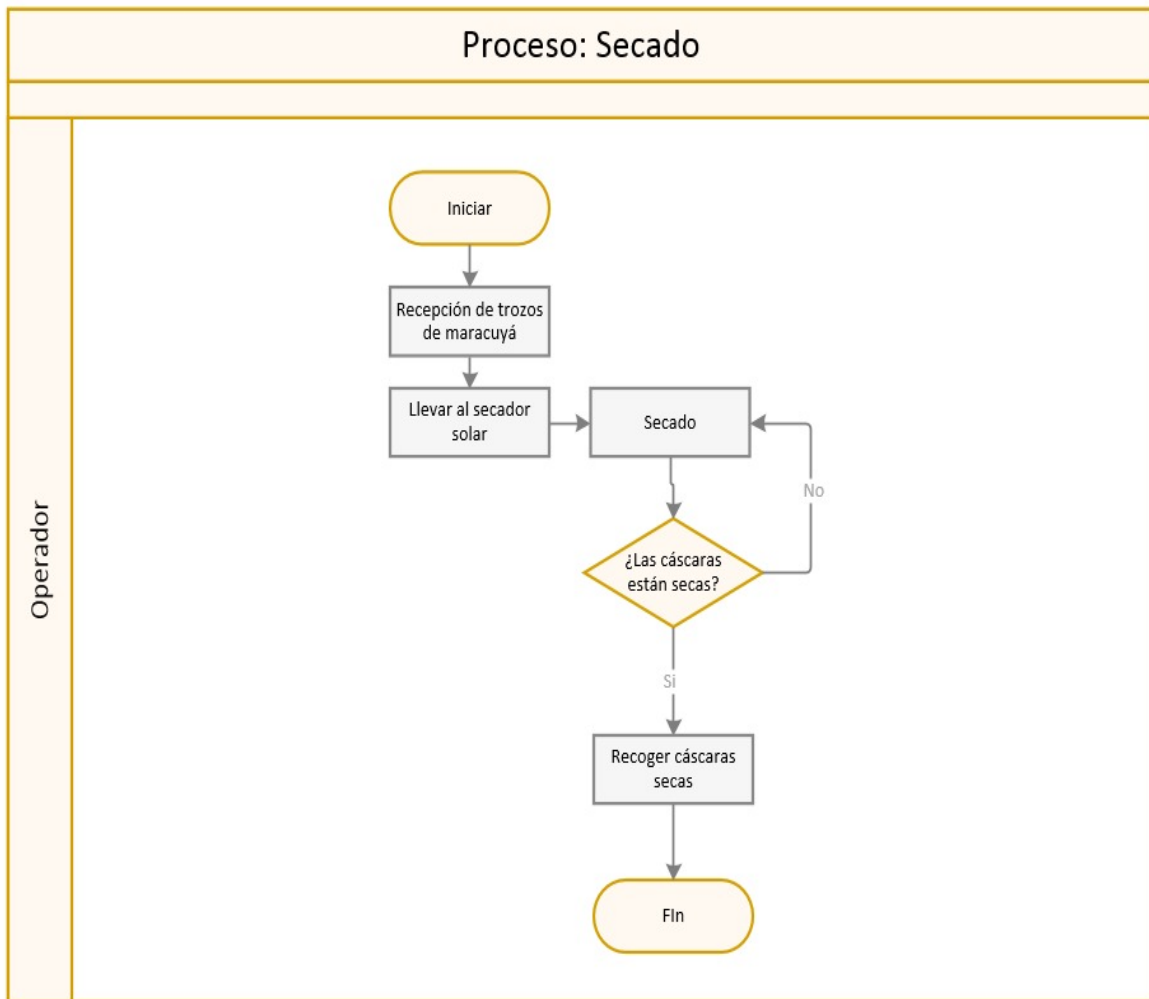 Proceso: Secado
Operador
Iniciar
Recepción de trozos
de maracuyá
Llevar al secador
solar
Secado
No
¿Las cáscaras
están secas?
Si
Recoger cáscaras
secas
FIn